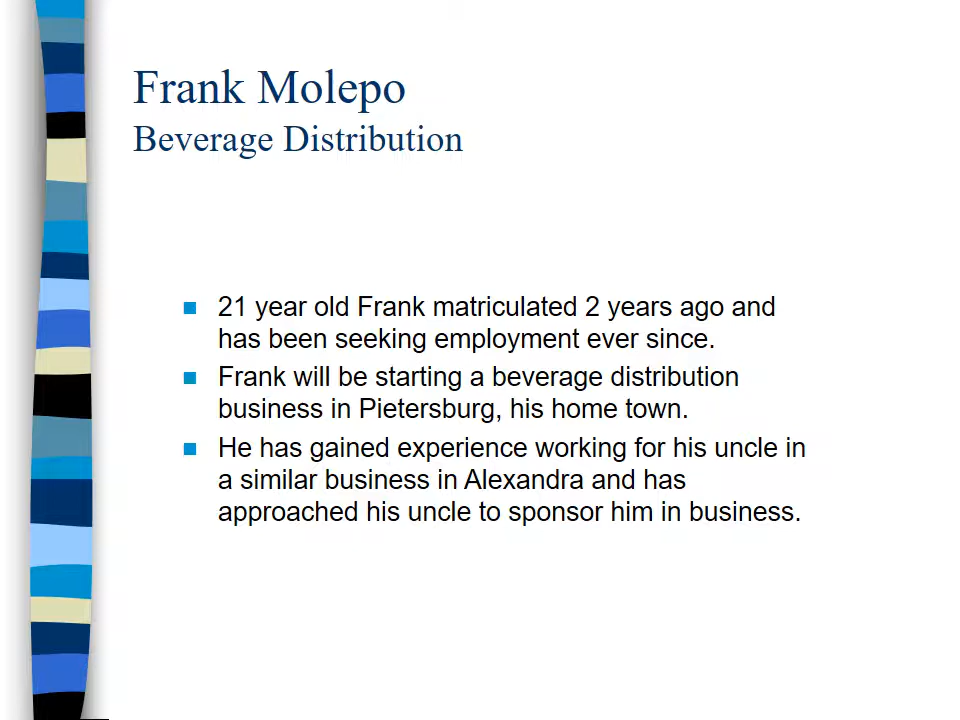 Frank Molepo
Beverage Distribution
21 year old Frank matriculated 2 years ago and
has been seeking employment ever since.
Frank will be starting a beverage distribution
business in Pietersburg, his home town.
He has gained experience working for his uncle in
a similar business in Alexandra and has
approached his uncle to sponsor him in business.